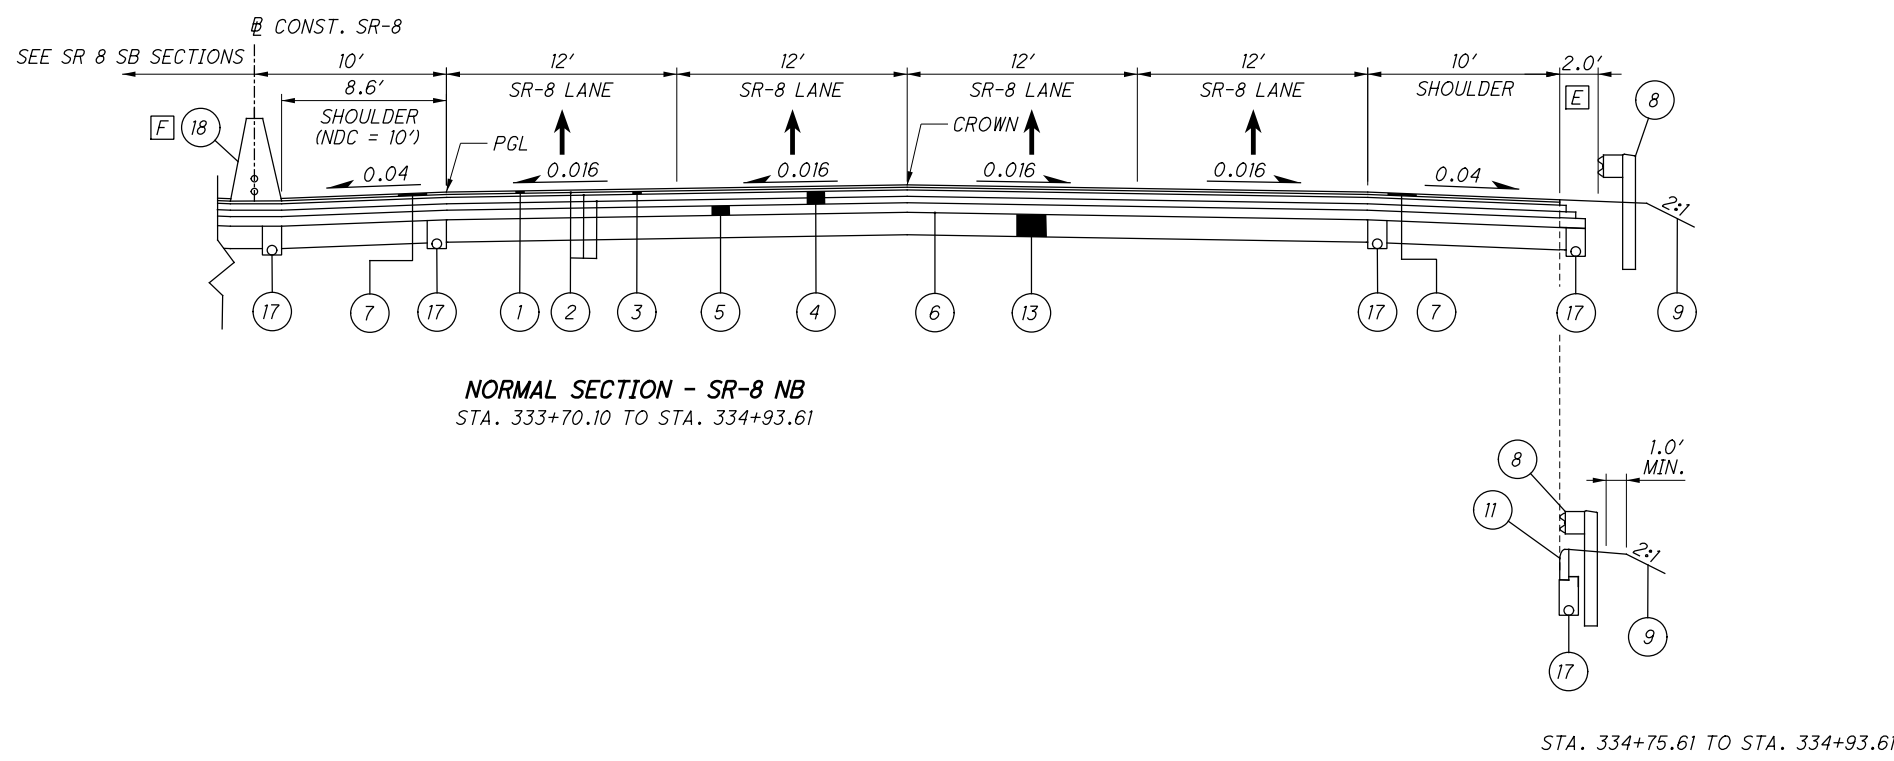 ℄ CONST. SR-8
SEE SR 8 SB SECTIONS
10' 12' 12' 12' 12' 10' 2.0'
8.6' SR-8 LANE SR-8 LANE SR-8 LANE SR-8 LANE SHOULDER E 8
SHOULDER
(NDC = 10')
F 18
PGL CROWN
0.04 0.016 0.016 0.016 0.016 0.04
2:1
17 7 17 1 2 3 5 4 6 13 17 7 17 9
NORMAL SECTION - SR-8 NB
STA. 333+70.10 TO STA. 334+93.61
8
1.0'
MIN.
11
2:1
9
17
STA. 334+75.61 TO STA. 334+93.61